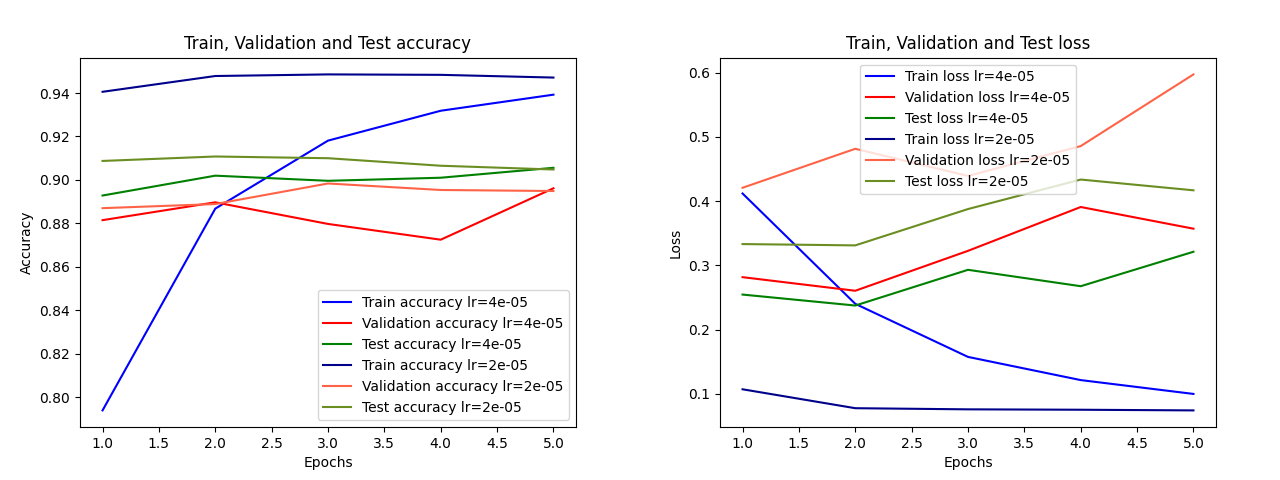 Train, Validation and Test accuracy
Accuracy
0.94
0.92
0.90
0.88
0.86
0.84
0.82
0.80
Train accuracy lr=4e-05
Validation accuracy lr=4e-05
Test accuracy lr=4e-05
Train accuracy lr=2e-05
Validation accuracy lr=2e-05
Test accuracy lr=2e-05
1.0 1.5 2.0 2.5 3.0 3.5 4.0 4.5 5.0
Epochs
Train, Validation and Test loss
Loss
0.6
0.5
0.4
0.3
0.2
0.1
Train loss lr=4e-05
Validation loss lr=4e-05
Test loss lr=4e-05
Train loss lr=2e-05
Validation loss lr=2e-05
Test loss lr=2e-05
1.0 1.5 2.0 2.5 3.0 3.5 4.0 4.5 5.0
Epochs